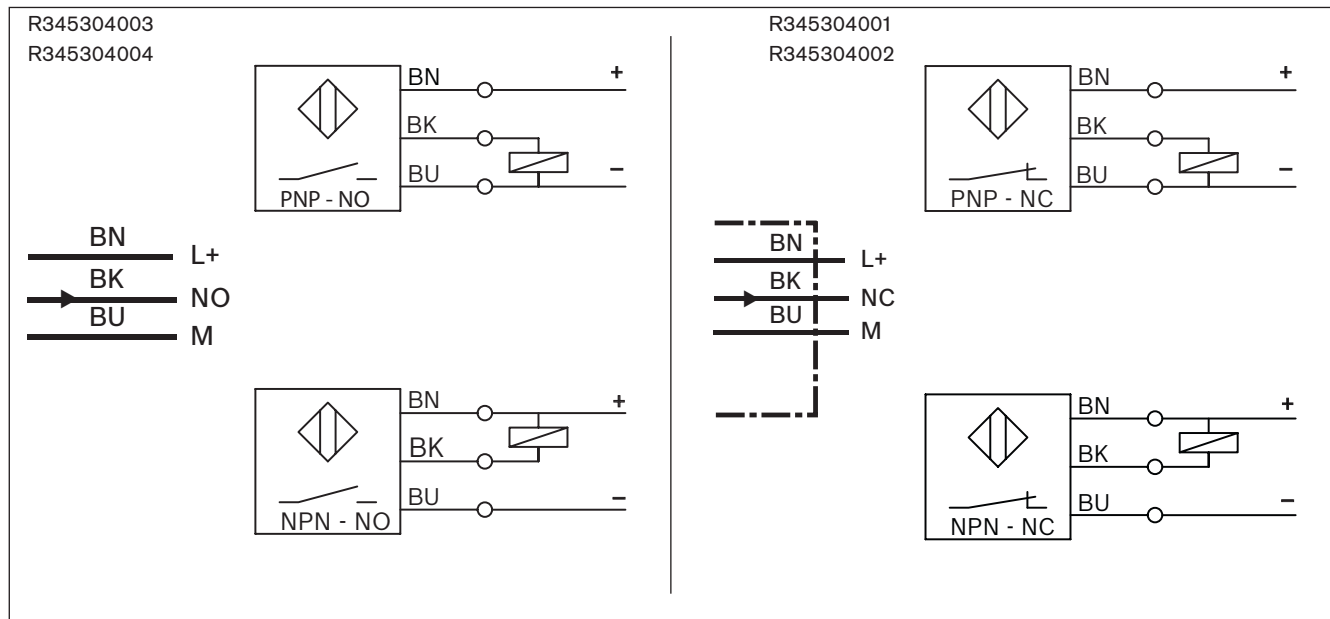 R345304003
R345304004
BN +
BK
BU −
PNP - NO
BN L+
BK NO
BU M
BN +
BK
BU −
NPN - NO
R345304001
R345304002
BN +
BK
BU −
PNP - NC
BN L+
BK NC
BU M
BN +
BK
BU −
NPN - NC